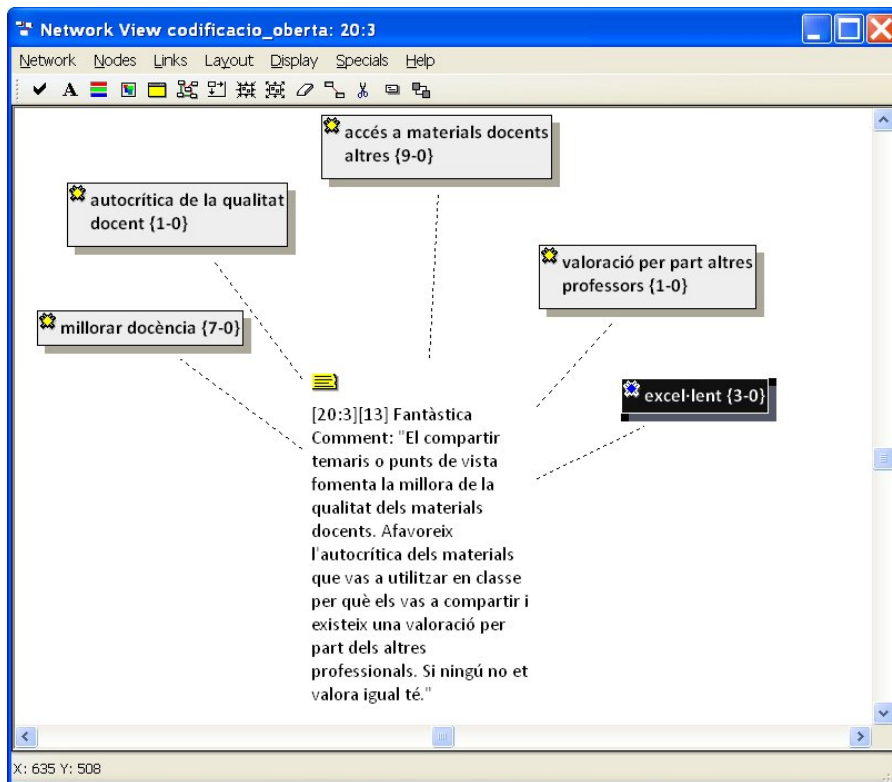 Network View codificacio_oberta: 20:3
Network Nodes Links Layout Display Specials Help
A
accés a materials docents
altres {9-0}
autocrítica de la qualitat
docent {1-0}
valoració per part altres
professors {1-0}
millorar docència {7-0}
excel·lent {3-0}
[20:3][13] Fantàstica
Comment: "El compartir
temaris o punts de vista
fomenta la millora de la
qualitat dels materials
docents. Afavoreix
l'autocrítica dels materials
que vas a utilitzar en classe
per què els vas a compartir i
existeix una valoració per
part dels altres
professionals. Si ningú no et
valora igual té."
X: 635 Y: 508